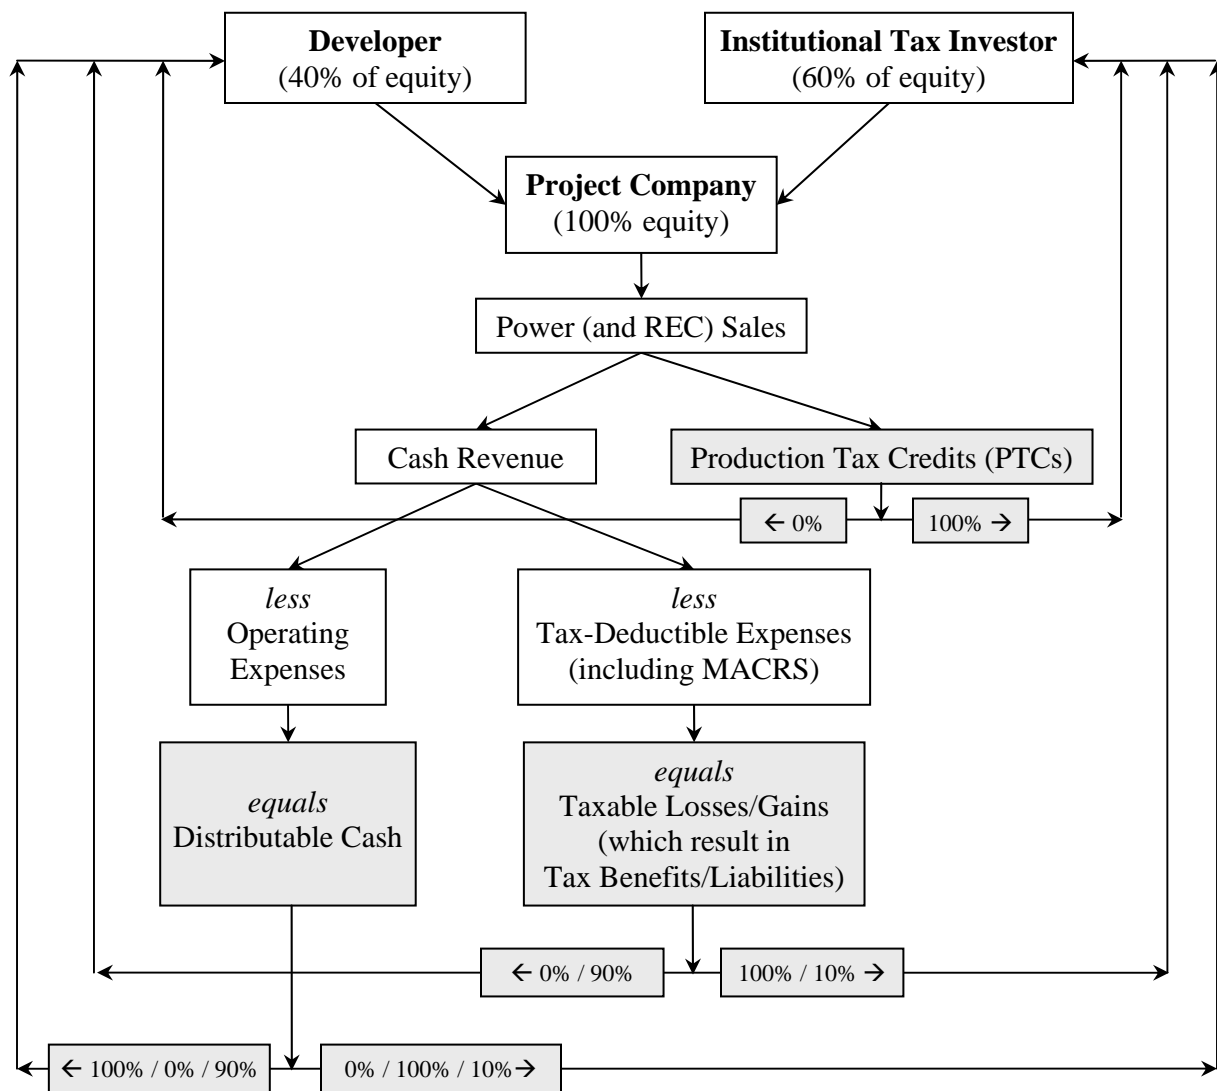 Developer
(40% of equity)
Institutional Tax Investor
(60% of equity)
Project Company
(100% equity)
Power (and REC) Sales
Cash Revenue
Production Tax Credits (PTCs)
← 0%
100% →
less
Operating
Expenses
less
Tax-Deductible Expenses
(including MACRS)
equals
Distributable Cash
equals
Taxable Losses/Gains
(which result in
Tax Benefits/Liabilities)
← 0% / 90%
100% / 10% →
← 100% / 0% / 90%
0% / 100% / 10%→